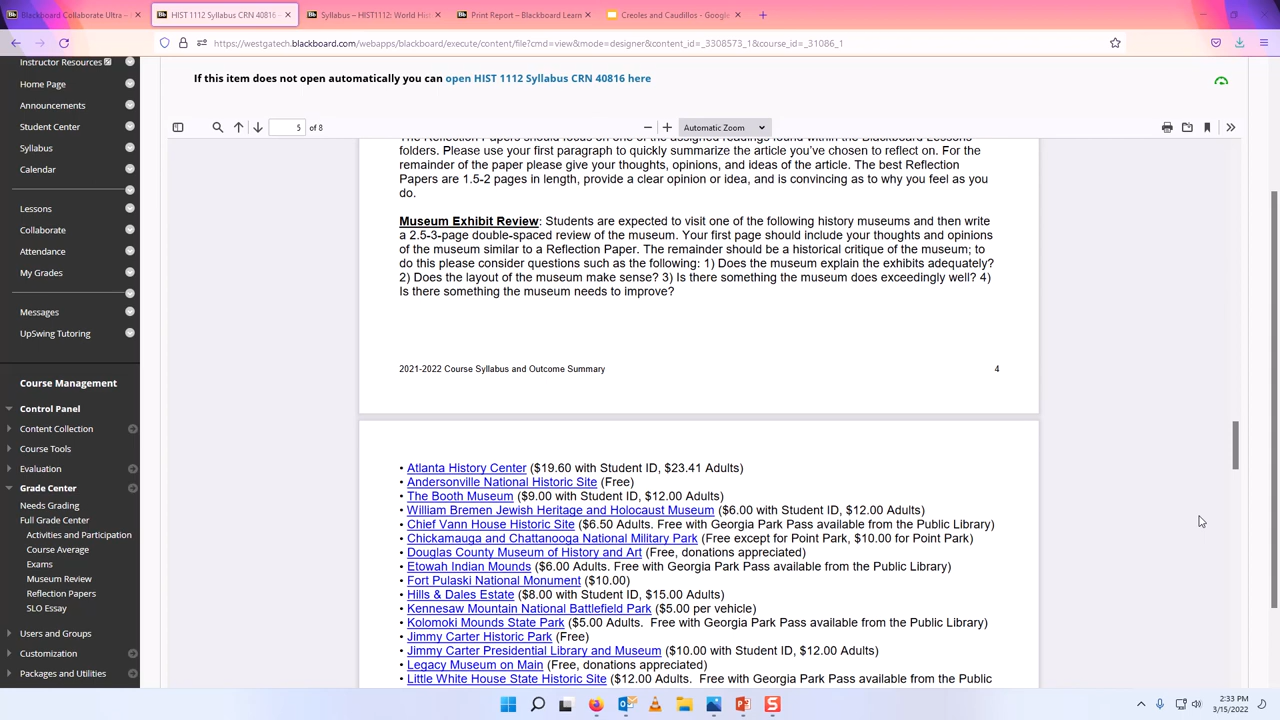 Blackboard Collaborate Ultra –
HIST 1112 Syllabus CRN 40816 –
Syllabus – HIST1112: World His
Print Report – Blackboard Learn
Creoles and Caudillos - Google
https://westgatech.blackboard.com/webapps/blackboard/execute/content/file?cmd=view&mode=designer&content_id=_3308573_1&course_id=_31086_1
Instructor Resources
Home Page
Announcements
Student Center
Syllabus
Calendar
Lessons
Collaborate
Attendance
My Grades
Messages
UpSwing Tutoring
Course Management
Control Panel
Content Collection
Course Tools
Evaluation
Grade Center
Needs Grading
Full Grade Center
Activities and Participation
Course Average
Exams
Museum Review
Reflection Papers
SLO Essay
Users and Groups
Customization
Packages and Utilities
If this item does not open automatically you can open HIST 1112 Syllabus CRN 40816 here
5 of 8
Automatic Zoom
The Reflection Papers should focus on one of the assigned readings found within the Blackboard Lessons
folders. Please use your first paragraph to quickly summarize the article you've chosen to reflect on. For the
remainder of the paper please give your thoughts, opinions, and ideas of the article. The best Reflection
Papers are 1.5-2 pages in length, provide a clear opinion or idea, and is convincing as to why you feel as you
do.
Museum Exhibit Review: Students are expected to visit one of the following history museums and then write
a 2.5-3-page double-spaced review of the museum. Your first page should include your thoughts and opinions
of the museum similar to a Reflection Paper. The remainder should be a historical critique of the museum; to
do this please consider questions such as the following: 1) Does the museum explain the exhibits adequately?
2) Does the layout of the museum make sense? 3) Is there something the museum does exceedingly well? 4)
Is there something the museum needs to improve?
2021-2022 Course Syllabus and Outcome Summary 4
• Atlanta History Center ($19.60 with Student ID, $23.41 Adults)
• Andersonville National Historic Site (Free)
• The Booth Museum ($9.00 with Student ID, $12.00 Adults)
• William Bremen Jewish Heritage and Holocaust Museum ($6.00 with Student ID, $12.00 Adults)
• Chief Vann House Historic Site ($6.50 Adults. Free with Georgia Park Pass available from the Public Library)
• Chickamauga and Chattanooga National Military Park (Free except for Point Park, $10.00 for Point Park)
• Douglas County Museum of History and Art (Free, donations appreciated)
• Etowah Indian Mounds ($6.00 Adults. Free with Georgia Park Pass available from the Public Library)
• Fort Pulaski National Monument ($10.00)
• Hills & Dales Estate ($8.00 with Student ID, $15.00 Adults)
• Kennesaw Mountain National Battlefield Park ($5.00 per vehicle)
• Kolomoki Mounds State Park ($5.00 Adults. Free with Georgia Park Pass available from the Public Library)
• Jimmy Carter Historic Park (Free)
• Jimmy Carter Presidential Library and Museum ($10.00 with Student ID, $12.00 Adults)
• Legacy Museum on Main (Free, donations appreciated)
• Little White House State Historic Site ($12.00 Adults. Free with Georgia Park Pass available from the Public
2:33 PM
3/15/2022